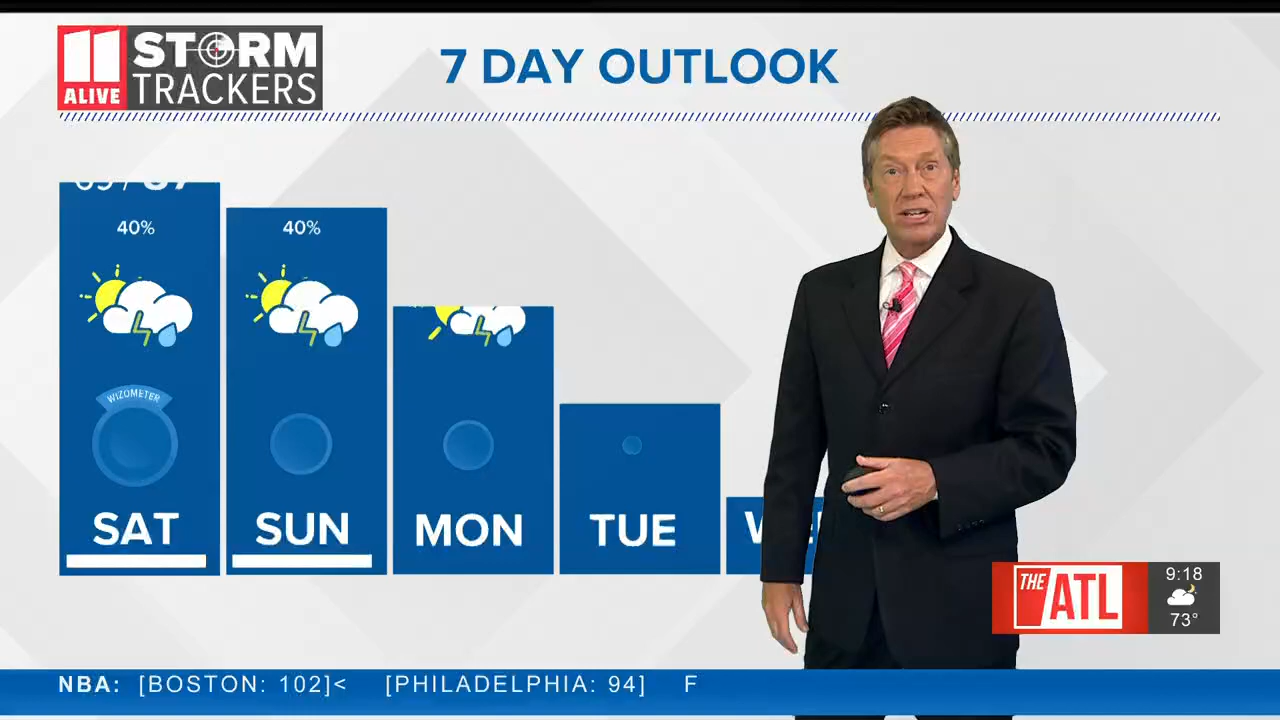 11 ALIVE
STORM
TRACKERS
7 DAY OUTLOOK
40%
40%
WIZOMETER
SAT
SUN
MON
TUE
THE ATL
9:18
73°
NBA: [BOSTON: 102]< [PHILADELPHIA: 94] F